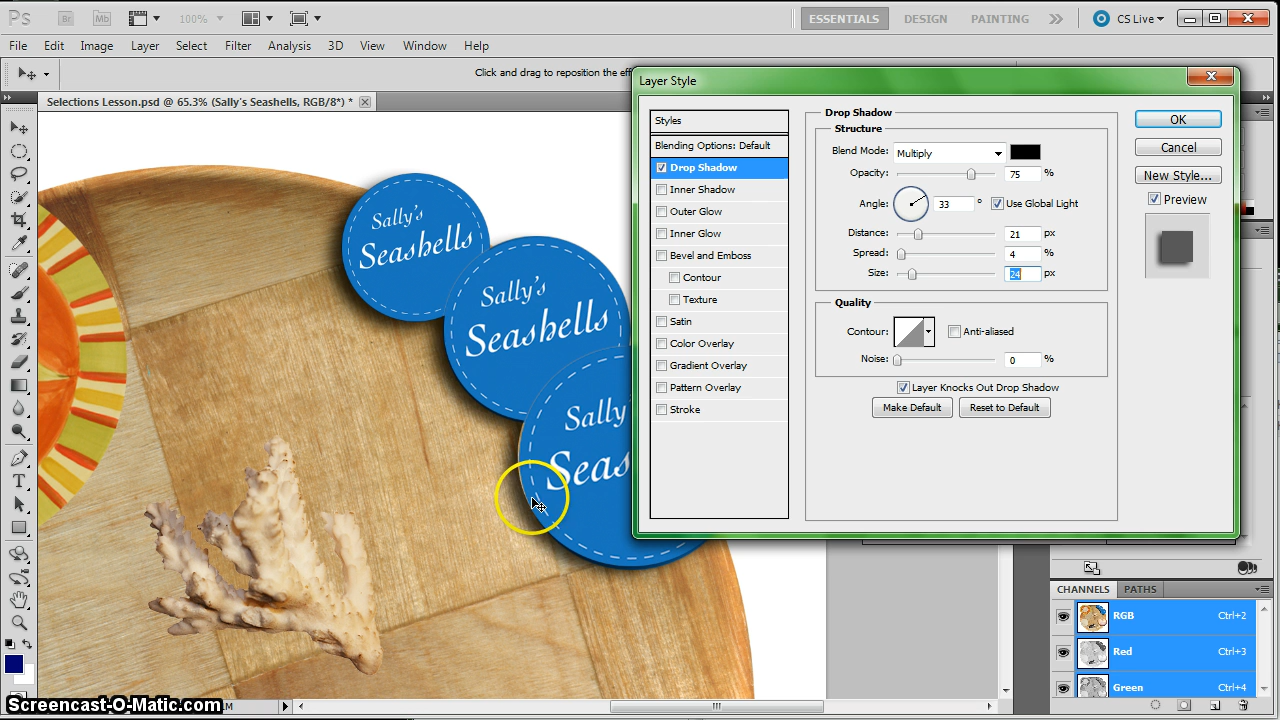 Ps Br Mb 100% ESSENTIALS DESIGN PAINTING CS Live
File Edit Image Layer Select Filter Analysis 3D View Window Help
Click and drag to reposition the
Selections Lesson.psd @ 65.3% (Sally's Seashells, RGB/8*) *
Layer Style
Styles
Blending Options: Default
Drop Shadow
Inner Shadow
Outer Glow
Inner Glow
Bevel and Emboss
Contour
Texture
Satin
Color Overlay
Gradient Overlay
Pattern Overlay
Stroke
Drop Shadow
Structure
Blend Mode: Multiply
Opacity: 75 %
Angle: 33 ° Use Global Light
Distance: 21 px
Spread: 4 %
Size: 24 px
Quality
Contour: Anti-aliased
Noise: 0 %
Layer Knocks Out Drop Shadow
Make Default Reset to Default
OK
Cancel
New Style...
Preview
Sally's
Seashells
Sally's
Seashells
Sally'
Seas
CHANNELS PATHS
RGB Ctrl+2
Red Ctrl+3
Green Ctrl+4
Screencast-O-Matic.com